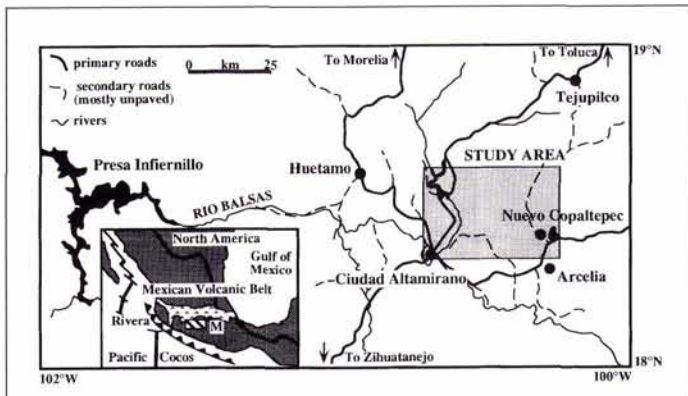 19°N
primary roads
secondary roads
(mostly unpaved)
rivers
0 km 25
To Morelia
To Toluca
Tejupilco
Presa Infiernillo
Huetamo
STUDY AREA
RIO BALSAS
Nuevo Copaltepec
North America
Gulf of
Mexico
Ciudad Altamirano
Arcelia
Mexican Volcanic Belt
Rivera
M
Pacific
Cocos
To Zihuatanejo
18°N
102°W
100°W